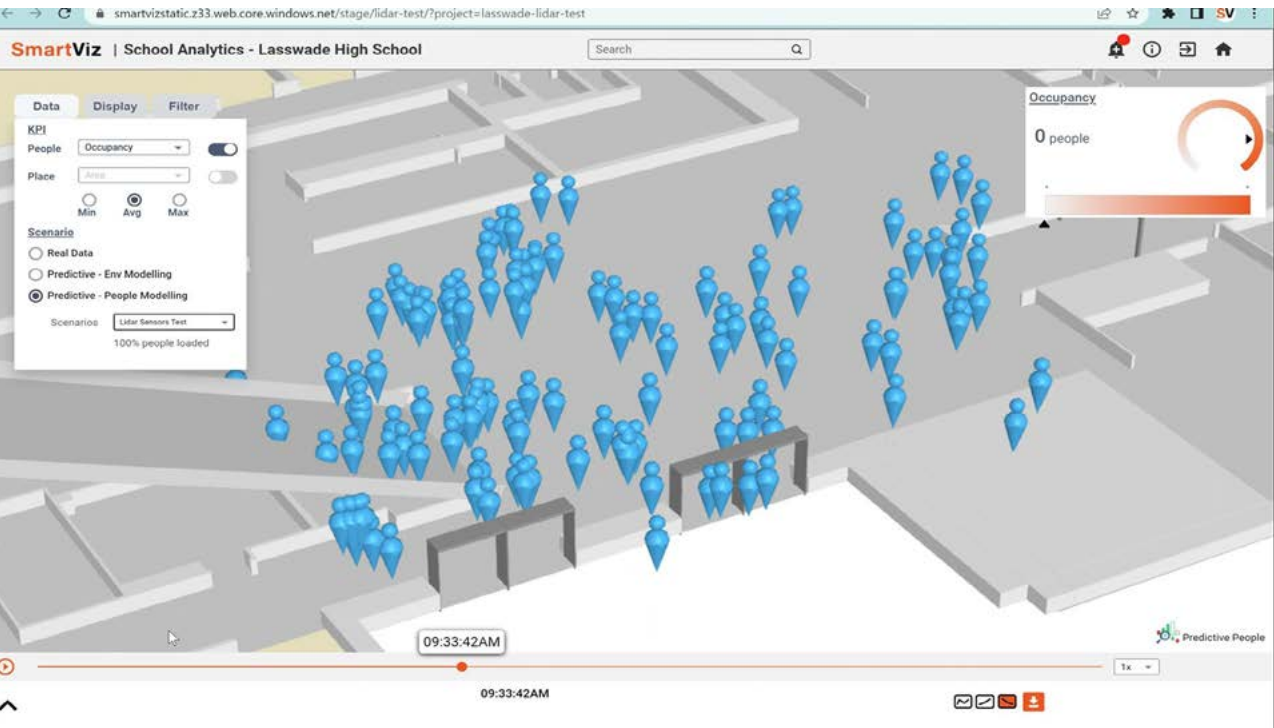 smartvizstatic.z33.web.core.windows.net/stage/lidar-test/?project=lasswade-lidar-test
SV
SmartViz | School Analytics - Lasswade High School
Search
Data Display Filter
KPI
People Occupancy
Place Area
Min Avg Max
Scenario
Real Data
Predictive - Env Modelling
Predictive - People Modelling
Scenarios Lidar Sensors Test
100% people loaded
Occupancy
0 people
Predictive People
09:33:42AM
1x
09:33:42AM